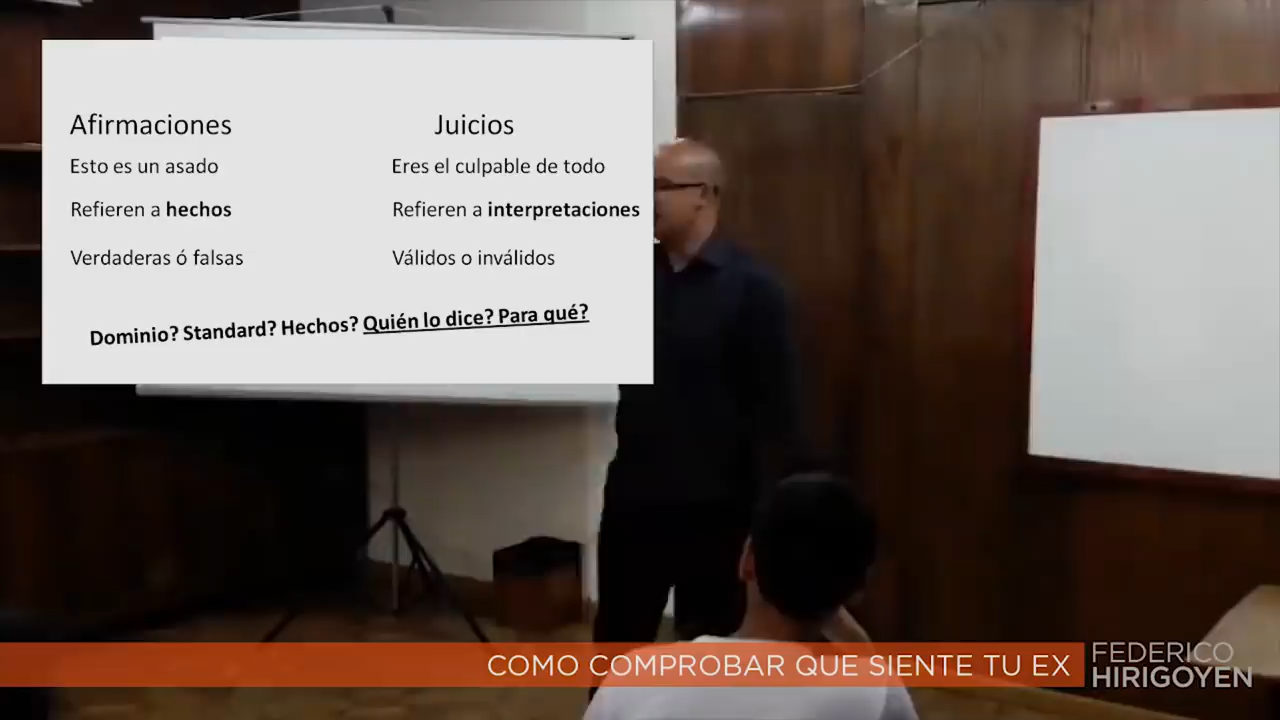 Afirmaciones
Juicios
Esto es un asado
Eres el culpable de todo
Refieren a hechos
Refieren a interpretaciones
Verdaderas ó falsas
Válidos o inválidos
Dominio? Standard? Hechos? Quién lo dice? Para qué?
COMO COMPROBAR QUE SIENTE TU EX
FEDERICO
HIRIGOYEN